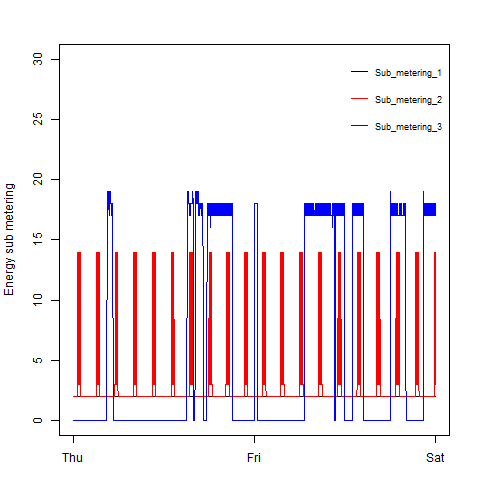 Energy sub metering
30
25
20
15
10
5
0
Sub_metering_1
Sub_metering_2
Sub_metering_3
Thu Fri Sat